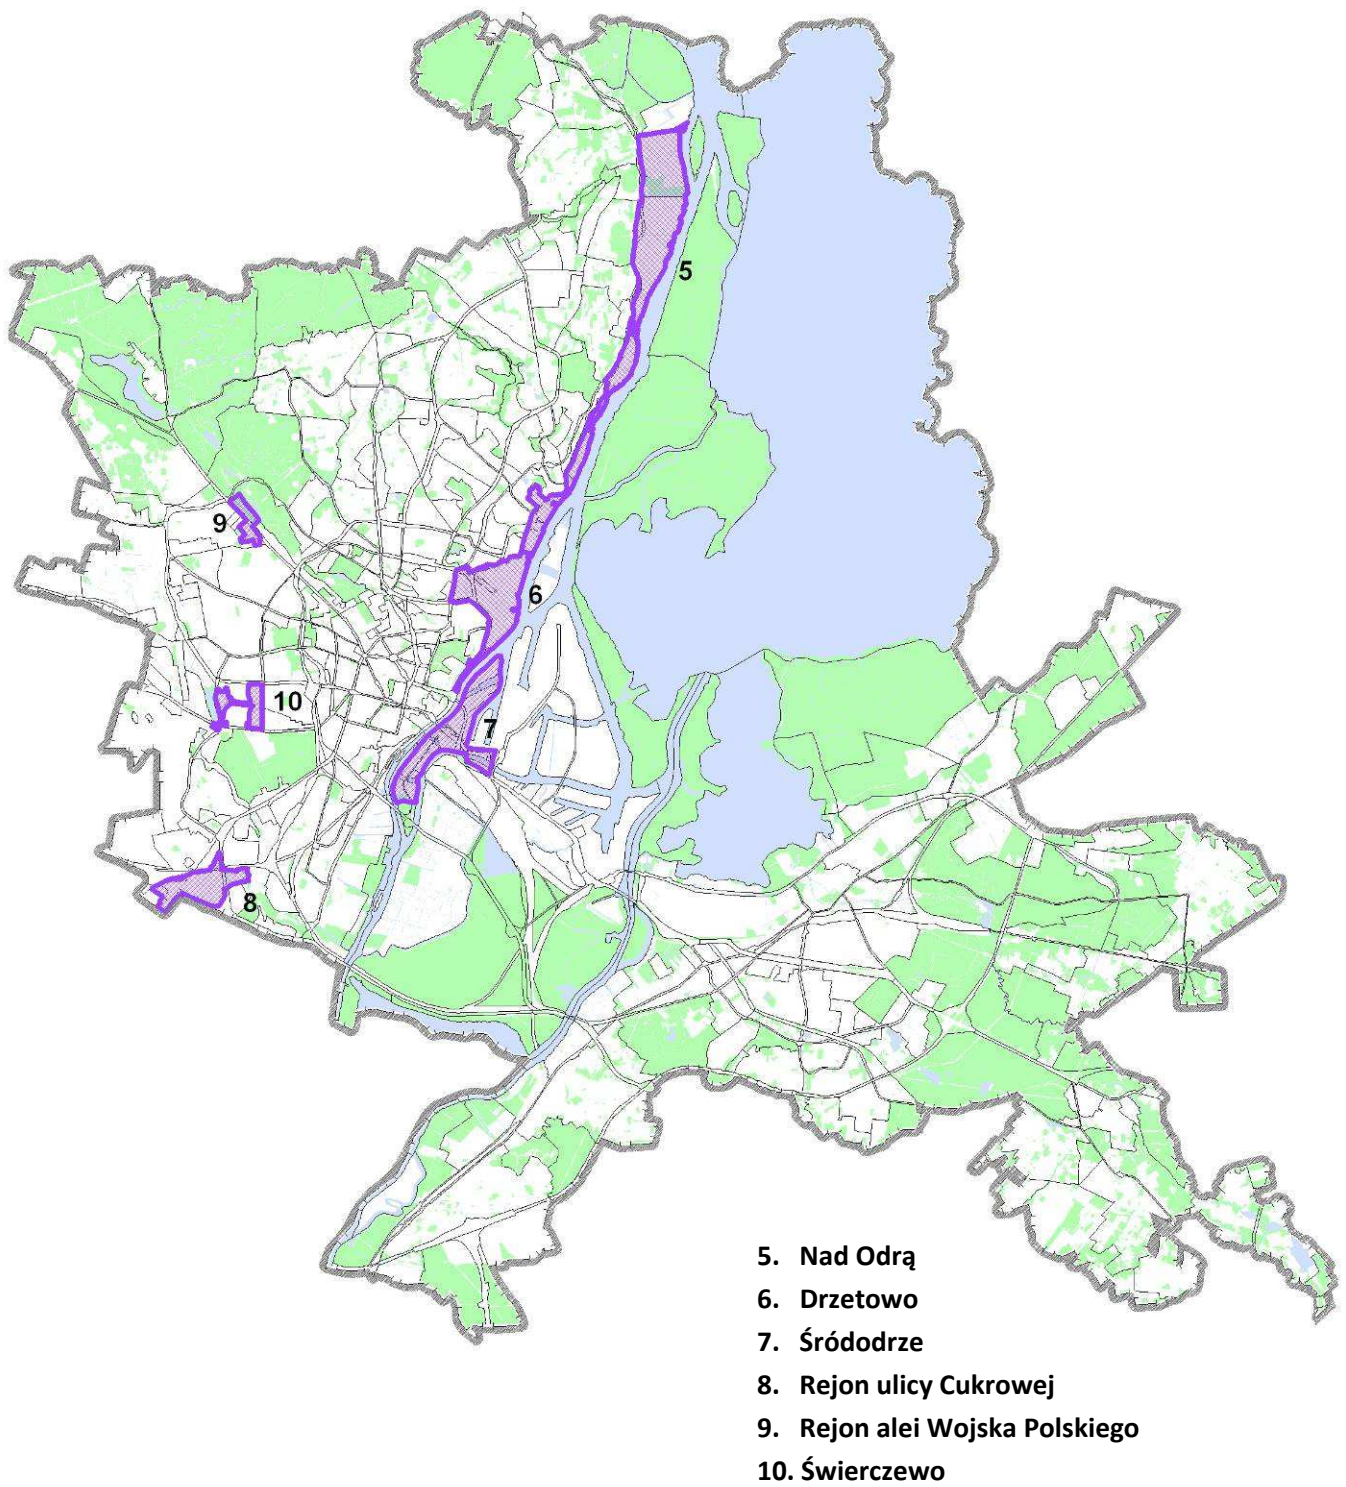 5
9
6
10
7
8
5. Nad Odrą
6. Drzetowo
7. Śródodrze
8. Rejon ulicy Cukrowej
9. Rejon alei Wojska Polskiego
10. Świerczewo